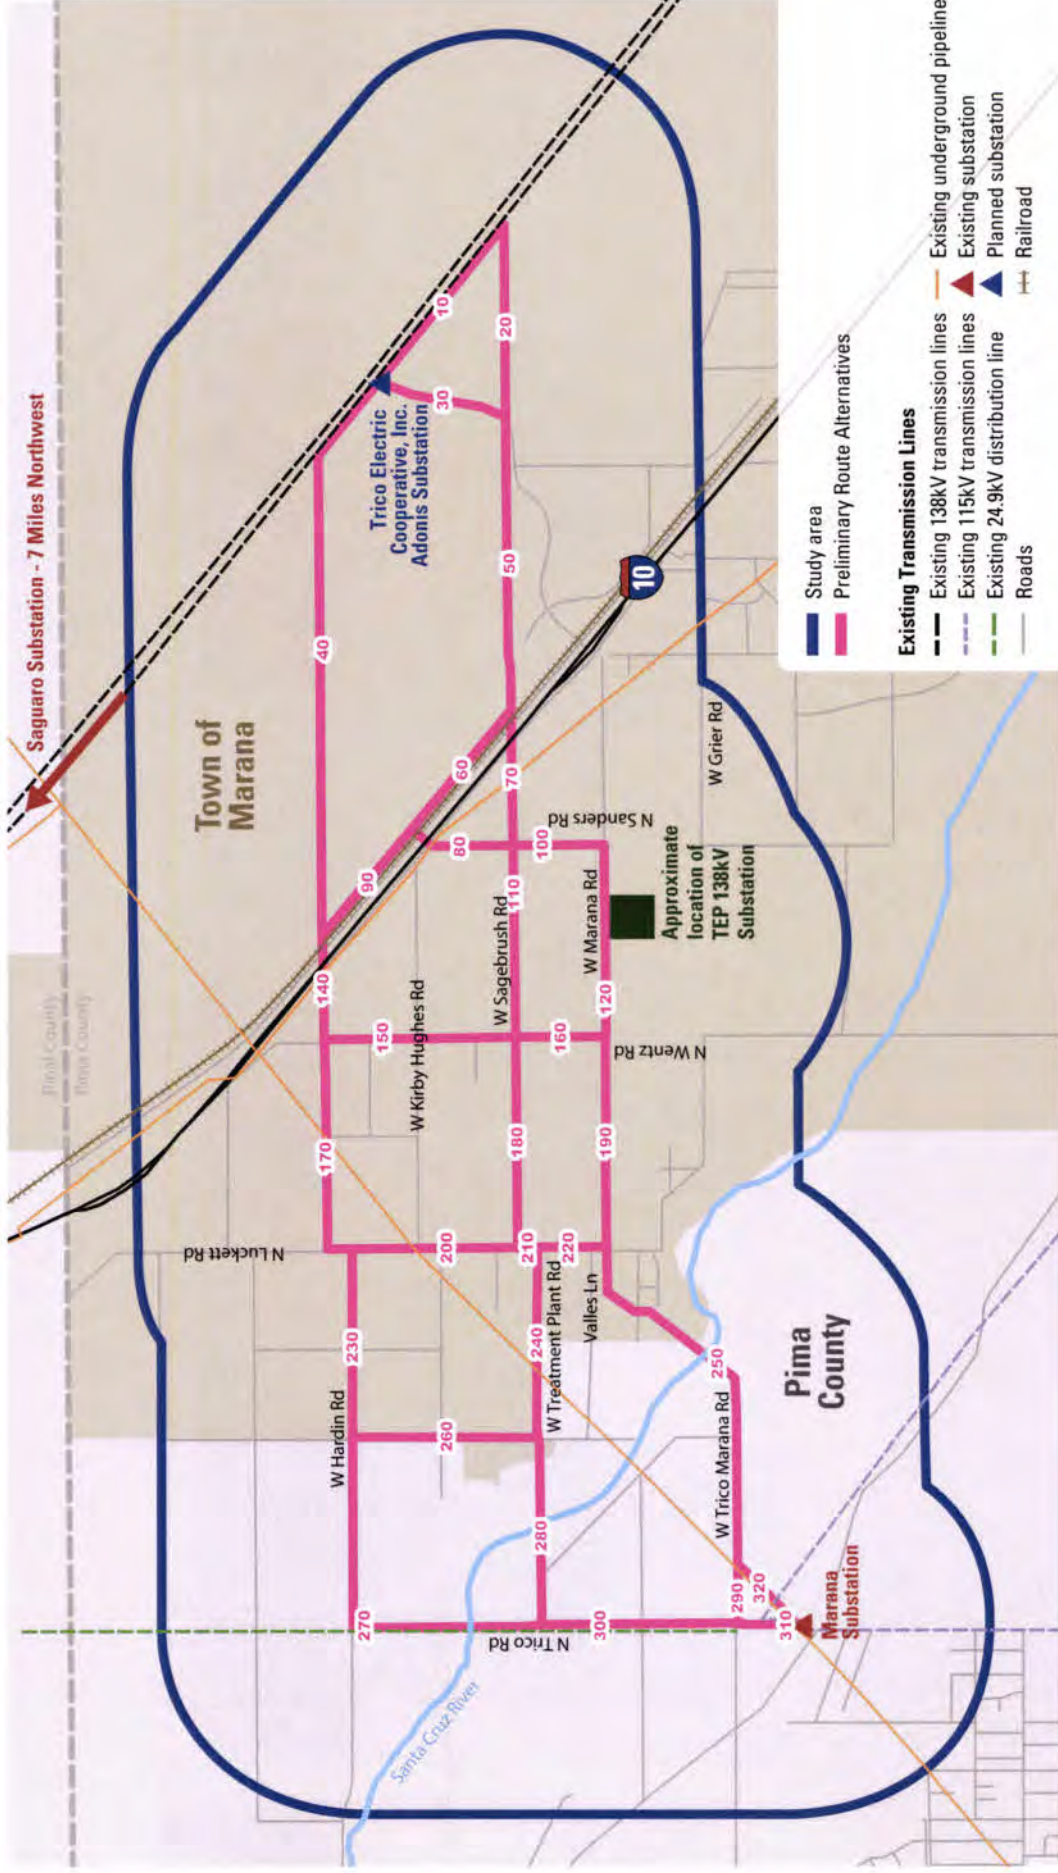 Saguaro Substation - 7 Miles Northwest
Pinal County
Pima County
Town of
Marana
Trico Electric
Cooperative, Inc.
Adonis Substation
10
20
30
40
50
60
70
80
90
100
110
120
140
150
160
170
180
190
200
210
220
230
240
250
260
270
280
290
300
310
320
10
N Luckett Rd
W Hardin Rd
W Kirby Hughes Rd
W Sagebrush Rd
W Marana Rd
N Sanders Rd
N Wentz Rd
W Grier Rd
W Treatment Plant Rd
Valles Ln
W Trico Marana Rd
N Trico Rd
Santa Cruz River
Approximate
location of
TEP 138kV
Substation
Pima
County
Marana
Substation
Study area
Preliminary Route Alternatives
Existing Transmission Lines
Existing 138kV transmission lines
Existing 115kV transmission lines
Existing 24.9kV distribution line
Roads
Existing underground pipeline
Existing substation
Planned substation
Railroad